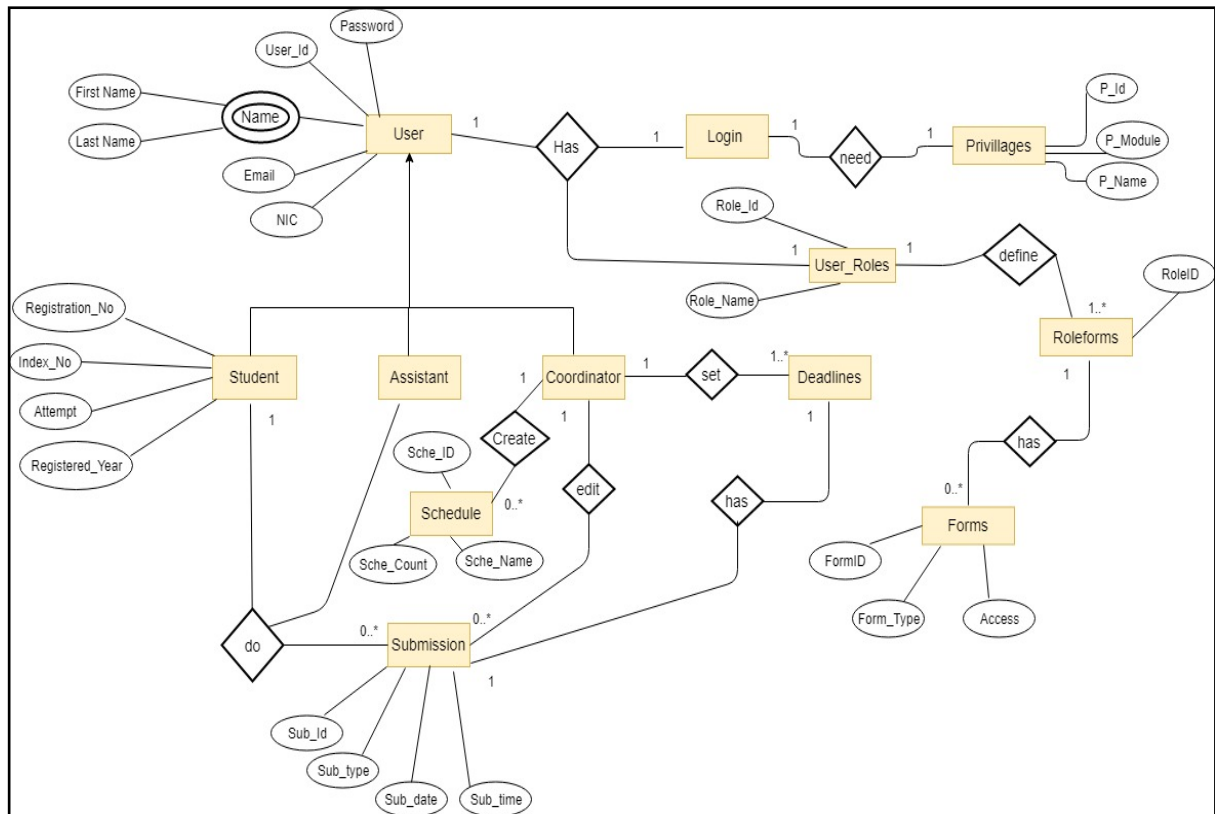 Password
User_Id
First Name
Name
Last Name
User
Email
NIC
1
Has
1
Login
1
need
1
Privillages
P_Id
P_Module
P_Name
Role_Id
1
User_Roles
1
Role_Name
define
RoleID
1..*
Roleforms
1
Registration_No
Index_No
Attempt
Registered_Year
Student
1
Assistant
Coordinator
1
set
1..*
Deadlines
1
1
Create
1
Sche_ID
0..*
Schedule
Sche_Count
Sche_Name
edit
has
has
0..*
Forms
FormID
Form_Type
Access
do
0..*
Submission
0..*
1
Sub_Id
Sub_type
Sub_date
Sub_time